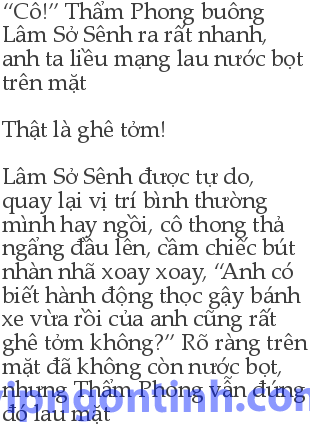 “Cô!” Thẩm Phong buông
Lâm Sở Sênh ra rất nhanh,
anh ta liều mạng lau nước bọt
trên mặt
Thật là ghê tởm!
Lâm Sở Sênh được tự do,
quay lại vị trí bình thường
mình hay ngồi, cô thong thả
ngẩng đầu lên, cầm chiếc bút
nhàn nhã xoay xoay, “Anh có
biết hành động thọc gậy bánh
xe vừa rồi của anh cũng rất
ghê tởm không?” Rõ ràng trên
mặt đã không còn nước bọt,
nhưng Thẩm Phong vẫn đứng
đó lau mặt
vipngontinh.com